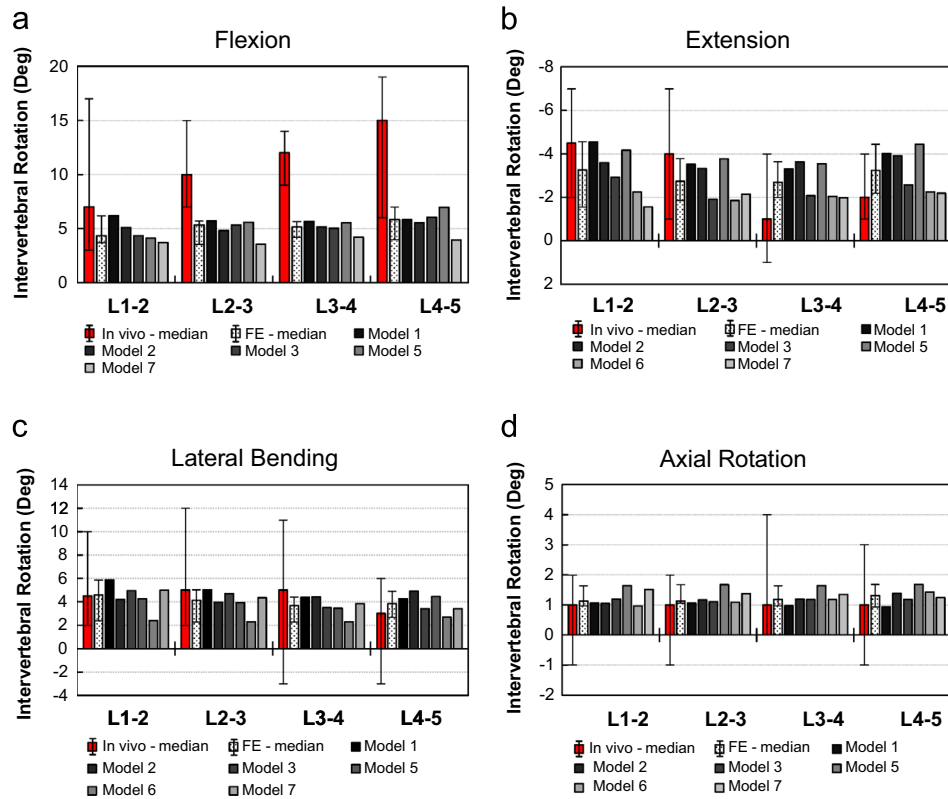 a
Flexion
Intervertebral Rotation (Deg)
20
15
10
5
0
L1-2 L2-3 L3-4 L4-5
In vivo - median FE - median Model 1
Model 2 Model 3 Model 5
Model 7
b
Extension
Intervertebral Rotation (Deg)
-8
-6
-4
-2
0
2
L1-2 L2-3 L3-4 L4-5
In vivo - median FE - median Model 1
Model 2 Model 3 Model 5
Model 6 Model 7
c
Lateral Bending
Intervertebral Rotation (Deg)
14
12
10
8
6
4
2
0
-2
-4
L1-2 L2-3 L3-4 L4-5
In vivo - median FE - median Model 1
Model 2 Model 3 Model 5
Model 6 Model 7
d
Axial Rotation
Intervertebral Rotation (Deg)
5
4
3
2
1
0
-1
-2
L1-2 L2-3 L3-4 L4-5
In vivo - median FE - median Model 1
Model 2 Model 3 Model 5
Model 6 Model 7